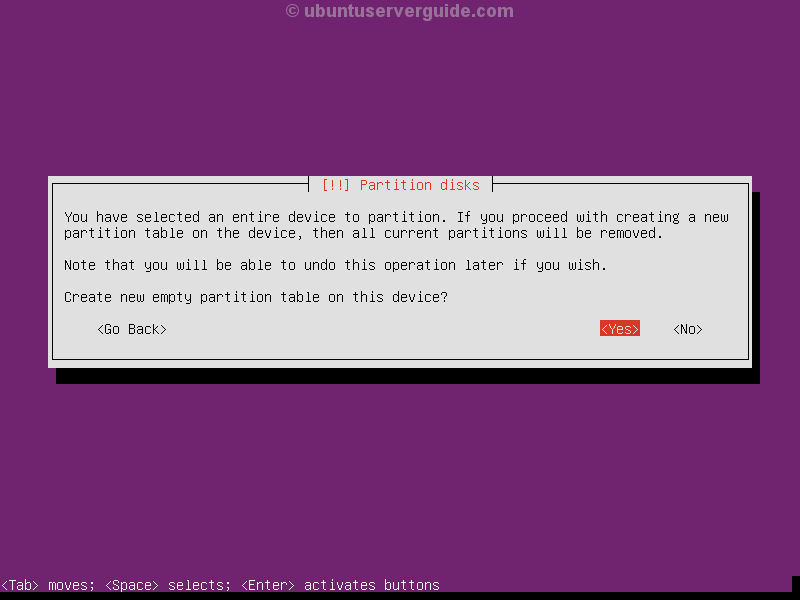 © ubuntuserverguide.com
[!!] Partition disks
You have selected an entire device to partition. If you proceed with creating a new
partition table on the device, then all current partitions will be removed.
Note that you will be able to undo this operation later if you wish.
Create new empty partition table on this device?
<Go Back> <Yes> <No>
<Tab> moves; <Space> selects; <Enter> activates buttons